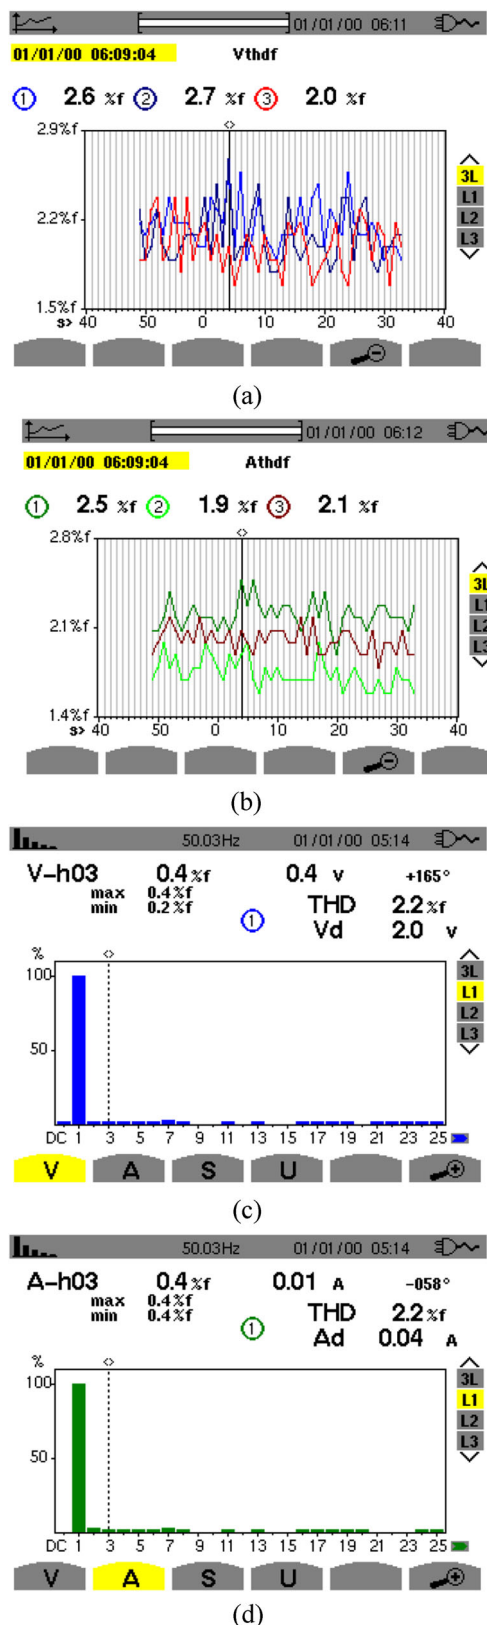 01/01/00 06:11
01/01/00 06:09:04 Vthdf
1 2.6 %f 2 2.7 %f 3 2.0 %f
2.9%f
3L
L1
2.2%f
L2
L3
1.5%f
s> 40 50 0 10 20 30 40
(a)
01/01/00 06:12
01/01/00 06:09:04 Athdf
1 2.5 %f 2 1.9 %f 3 2.1 %f
2.8%f
3L
L1
2.1%f
L2
L3
1.4%f
s> 40 50 0 10 20 30 40
(b)
50.03Hz 01/01/00 05:14
V-h03 0.4%f 0.4 V +165°
max 0.4%f
min 0.2%f
1 THD 2.2%f
Vd 2.0 V
%
100
3L
L1
L2
L3
50
DC 1 3 5 7 9 11 13 15 17 19 21 23 25
V A S U
(c)
50.03Hz 01/01/00 05:14
A-h03 0.4%f 0.01 A -058°
max 0.4%f
min 0.4%f
1 THD 2.2%f
Ad 0.04 A
%
100
3L
L1
L2
L3
50
DC 1 3 5 7 9 11 13 15 17 19 21 23 25
V A S U
(d)